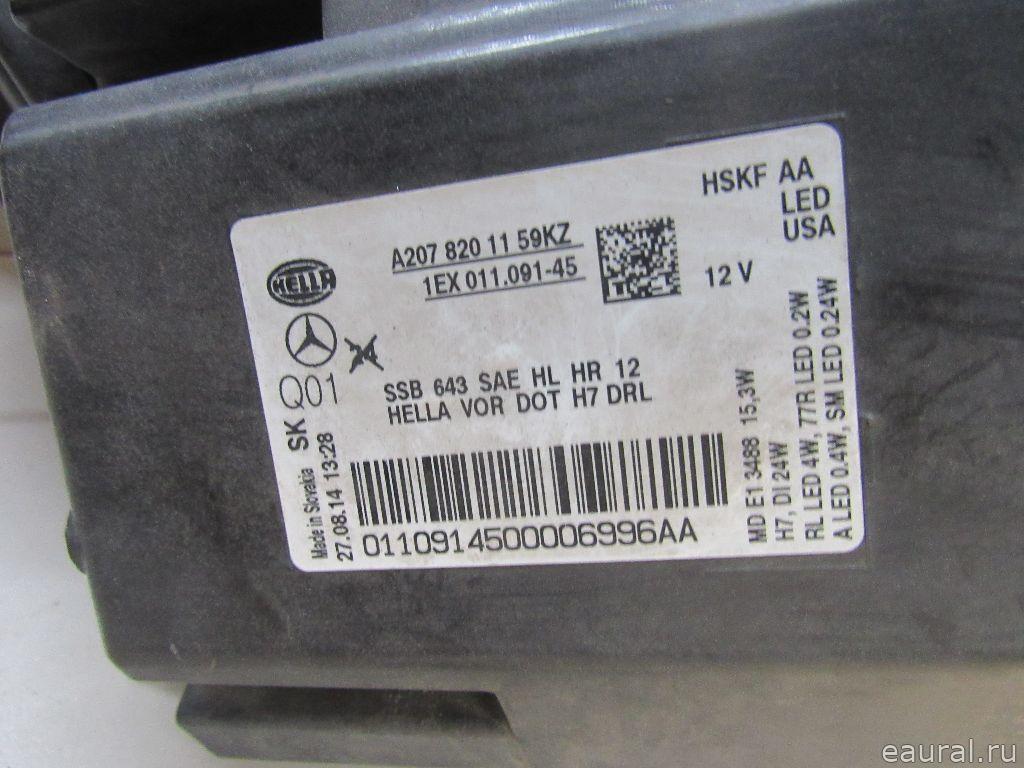 HSKF AA
LED
USA
A207 820 11 59KZ
1EX 011.091-45
12 V
HELLA
SSB 643 SAE HL HR 12
HELLA VOR DOT H7 DRL
Q01
SK
Made in Slovakia
27.08.14 13:28
0110914500006996AA
MD E1 3488 15,3W
H7, DI 24W
RL LED 4W, 77R LED 0.2W
A LED 0.4W, SM LED 0.24W
eaural.ru